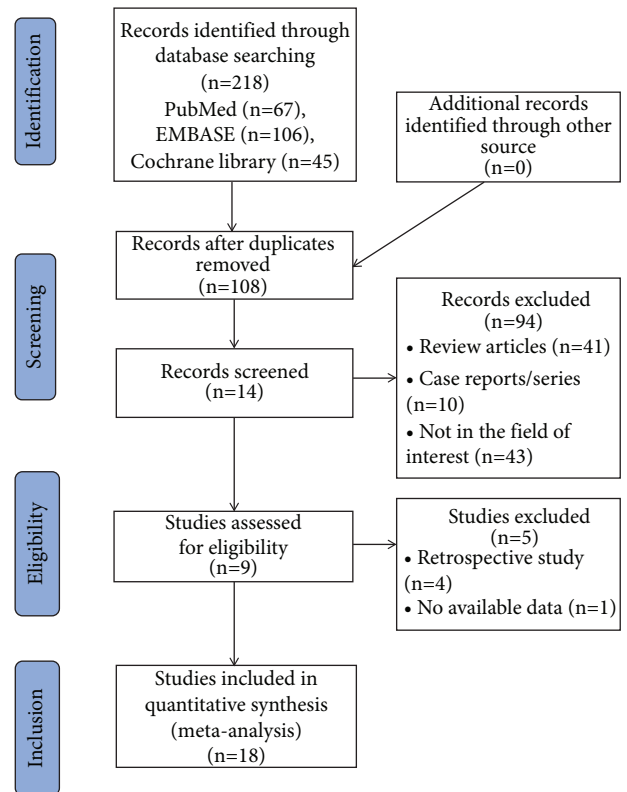 Identification
Records identified through
database searching
(n=218)
PubMed (n=67),
EMBASE (n=106),
Cochrane library (n=45)
Additional records
identified through other
source
(n=0)
Screening
Records after duplicates
removed
(n=108)
Records screened
(n=14)
Records excluded
(n=94)
• Review articles (n=41)
• Case reports/series
(n=10)
• Not in the field of
interest (n=43)
Eligibility
Studies assessed
for eligibility
(n=9)
Studies excluded
(n=5)
• Retrospective study
(n=4)
• No available data (n=1)
Inclusion
Studies included in
quantitative synthesis
(meta-analysis)
(n=18)